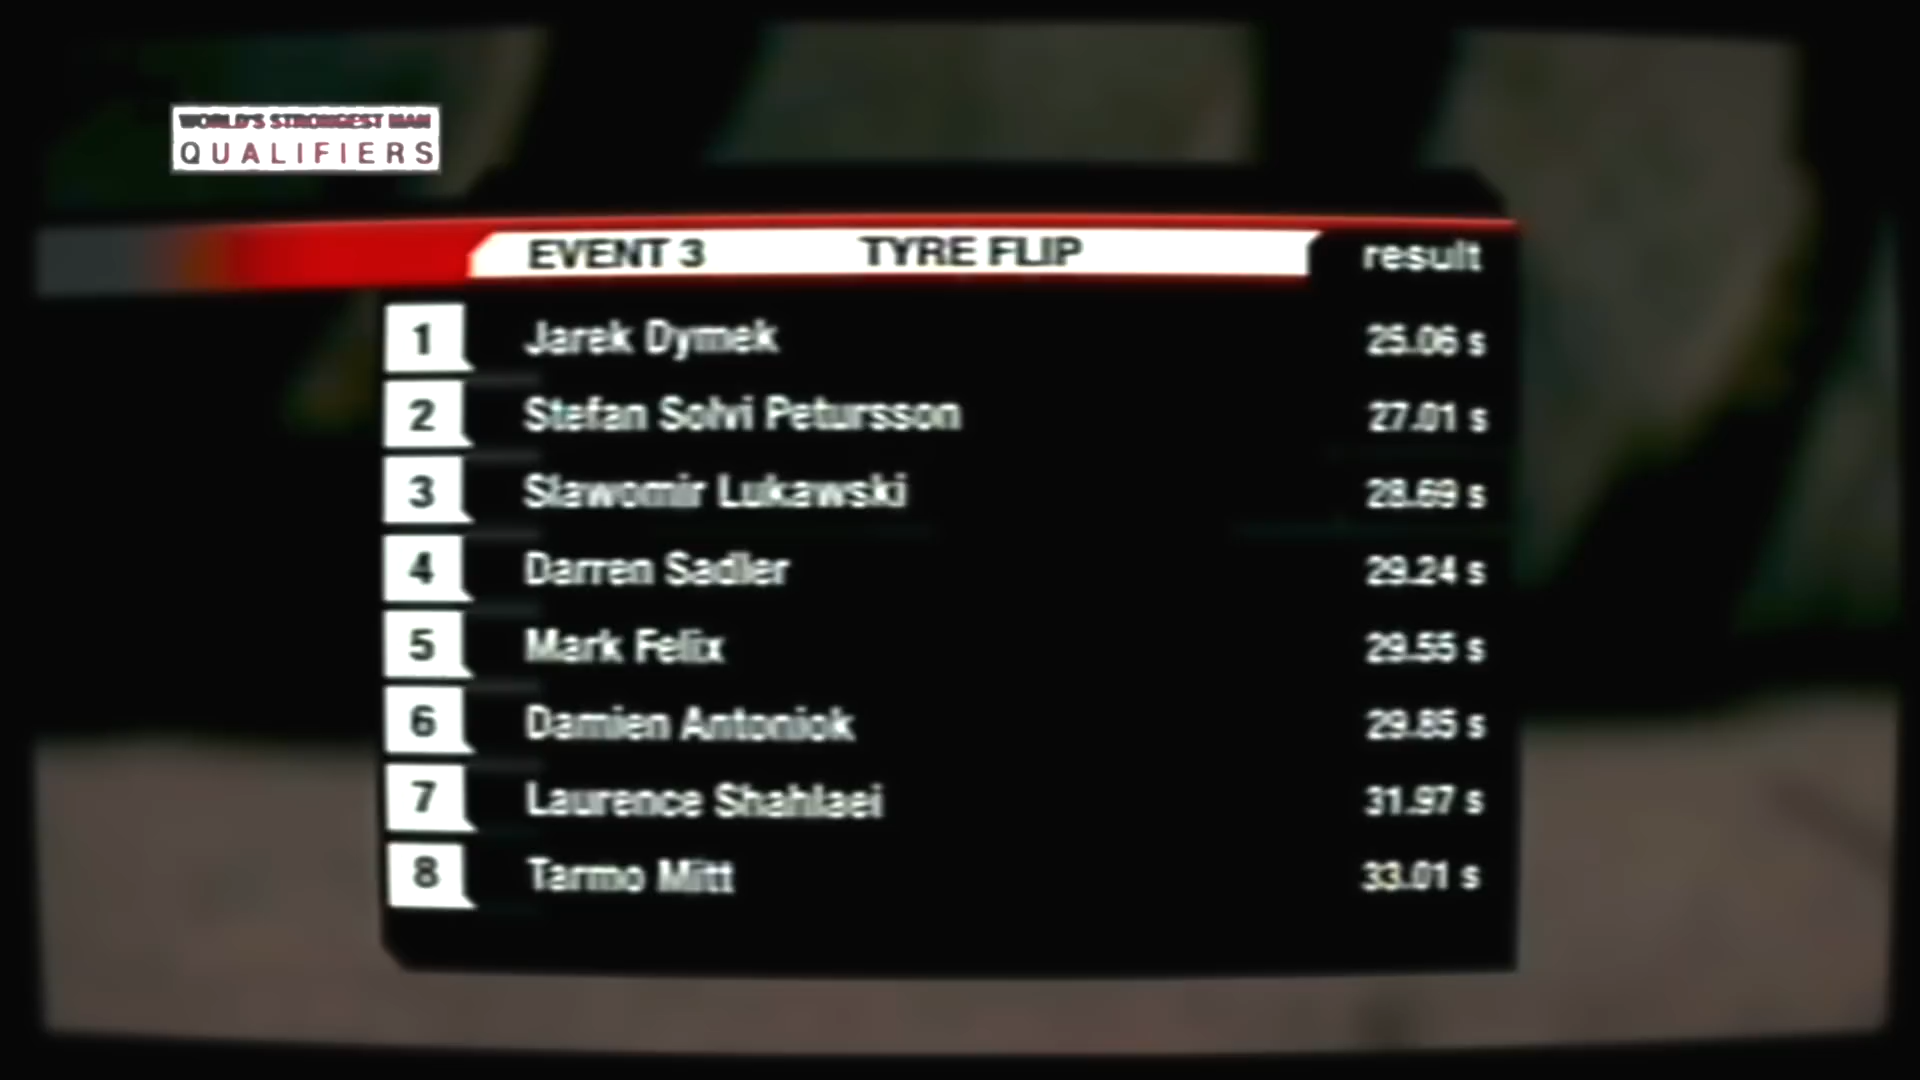 WORLD'S STRONGEST MAN
QUALIFIERS
EVENT 3 TYRE FLIP result
1 Jarek Dymek 25.06 s
2 Stefan Solvi Petursson 27.01 s
3 Slawomir Lukawski 28.69 s
4 Darren Sadler 29.24 s
5 Mark Felix 29.55 s
6 Damien Antoniok 29.85 s
7 Laurence Shahlaei 31.97 s
8 Tarmo Mitt 33.01 s